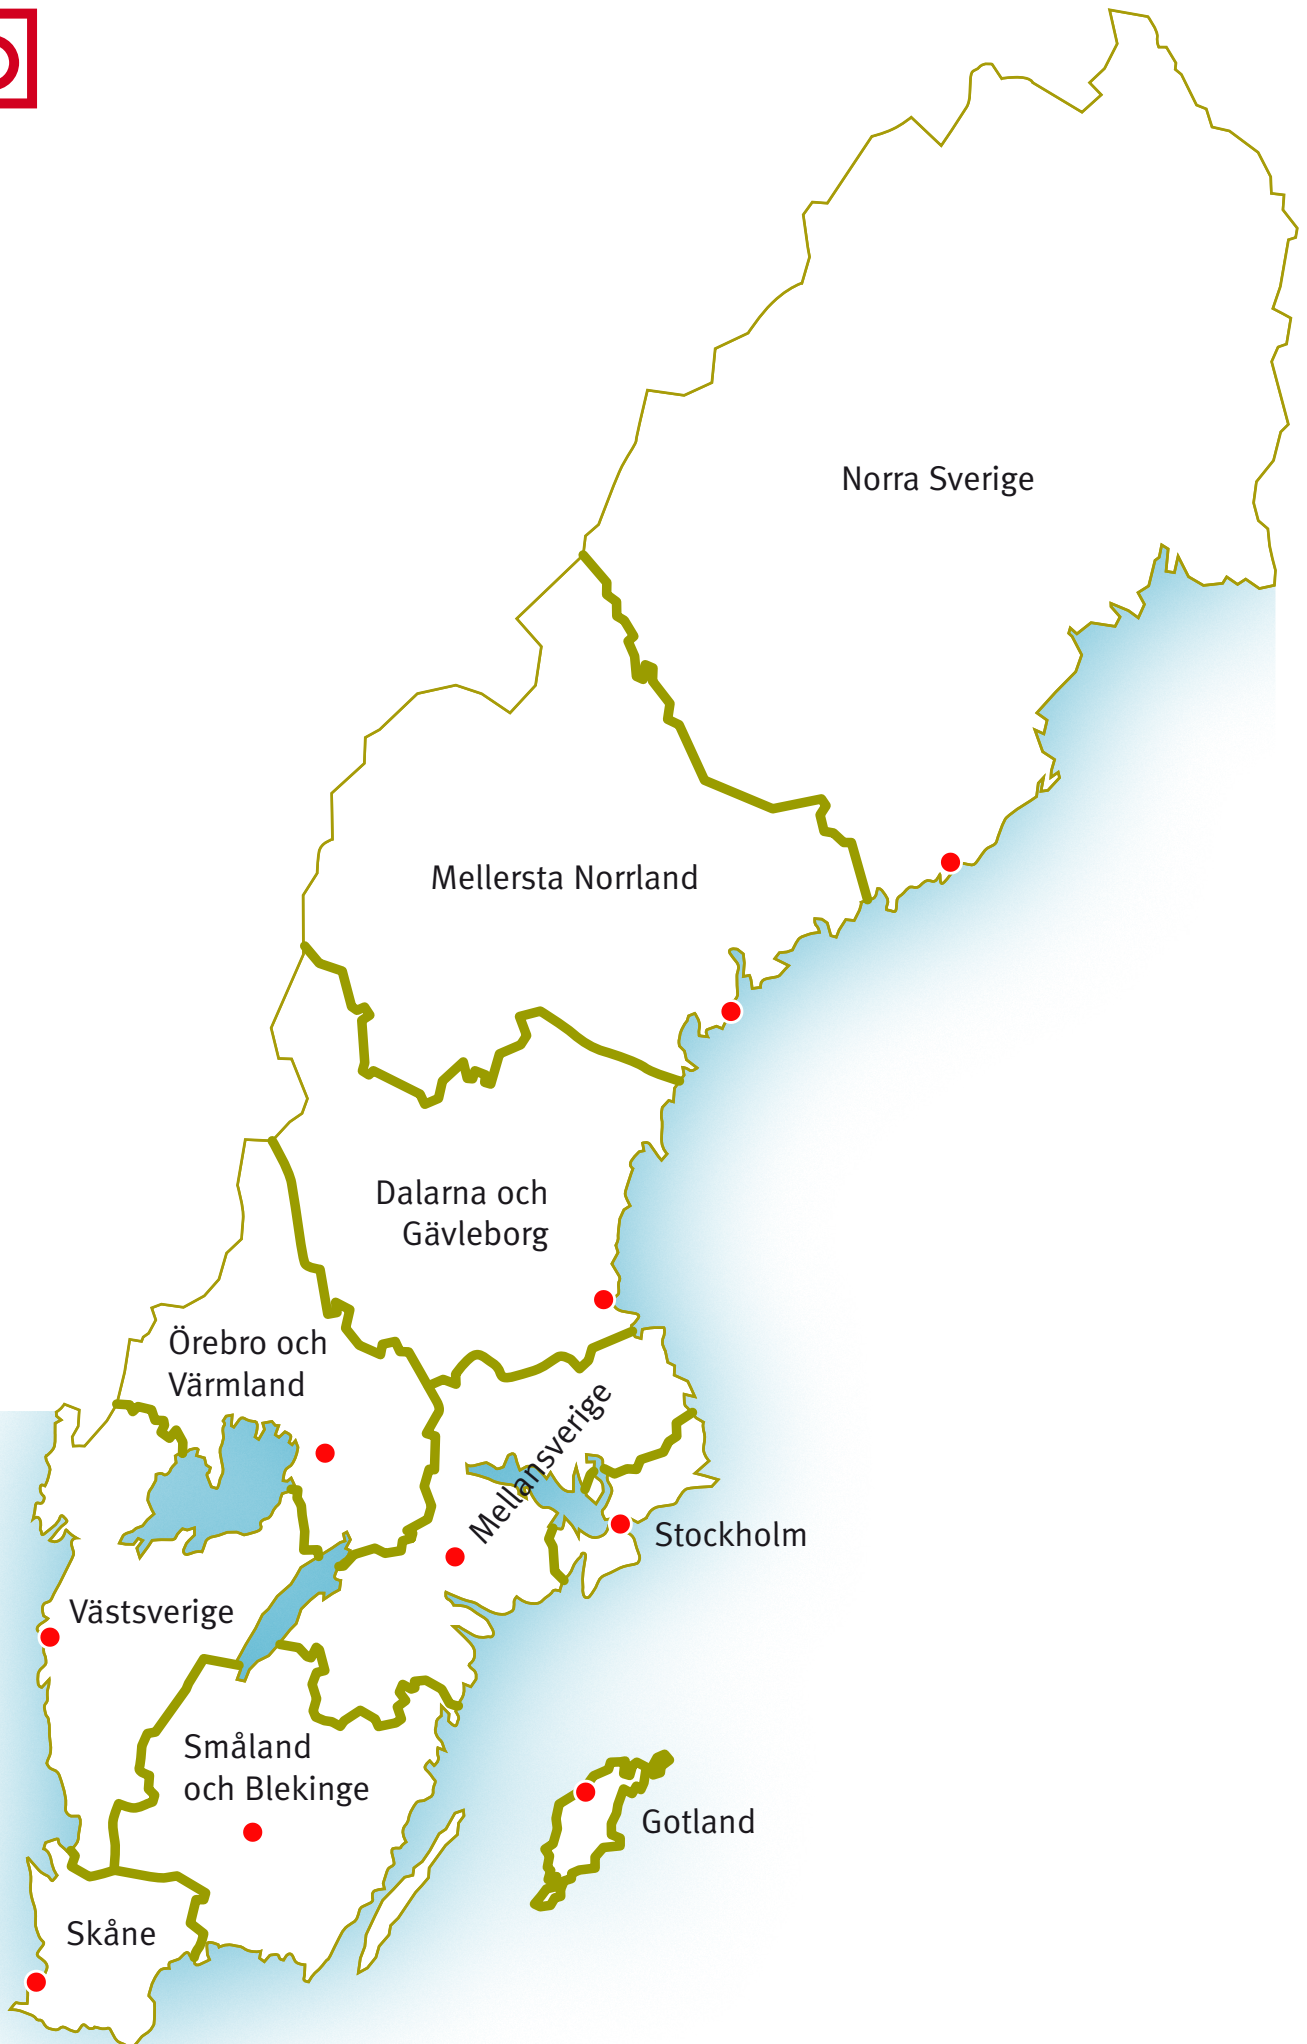 Norra Sverige
Mellersta Norrland
Dalarna och
Gävleborg
Örebro och
Värmland
Mellansverige
Stockholm
Västsverige
Småland
och Blekinge
Gotland
Skåne